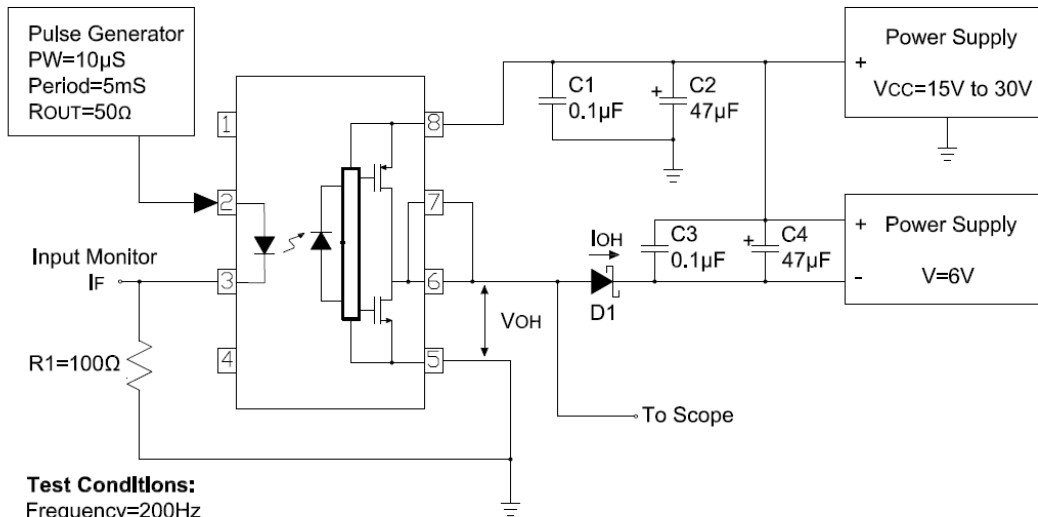 Pulse Generator
PW=10µS
Period=5mS
ROUT=50Ω
Power Supply
VCC=15V to 30V
+
C1
0.1µF
+
C2
47µF
1
8
2
7
3
6
4
5
Input Monitor
IF
R1=100Ω
VOH
IOH
D1
C3
0.1µF
+
C4
47µF
+
Power Supply
-
V=6V
To Scope
Test Conditions:
Frequency=200Hz